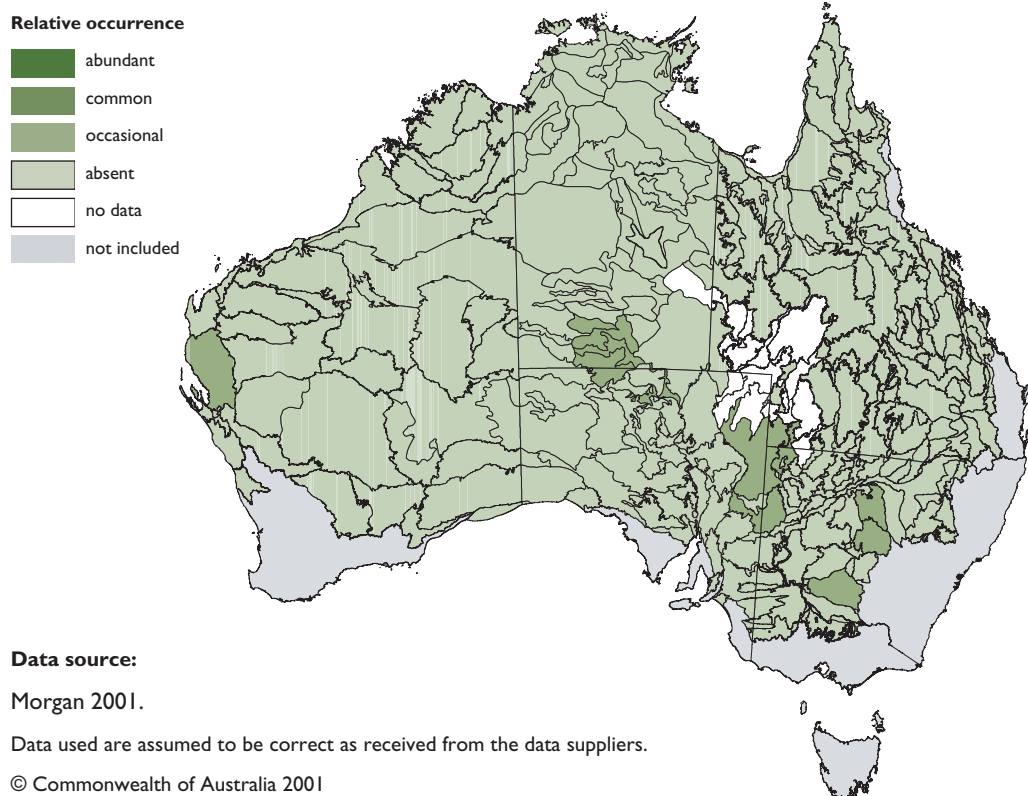 Relative occurrence
abundant
common
occasional
absent
no data
not included
Data source:
Morgan 2001.
Data used are assumed to be correct as received from the data suppliers.
© Commonwealth of Australia 2001